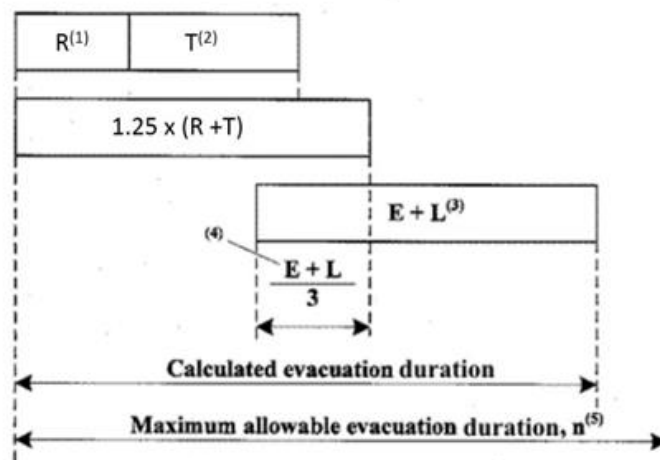 R(1) T(2)
1.25 x (R +T)
E + L(3)
(4)
E + L
3
Calculated evacuation duration
Maximum allowable evacuation duration, n(5)